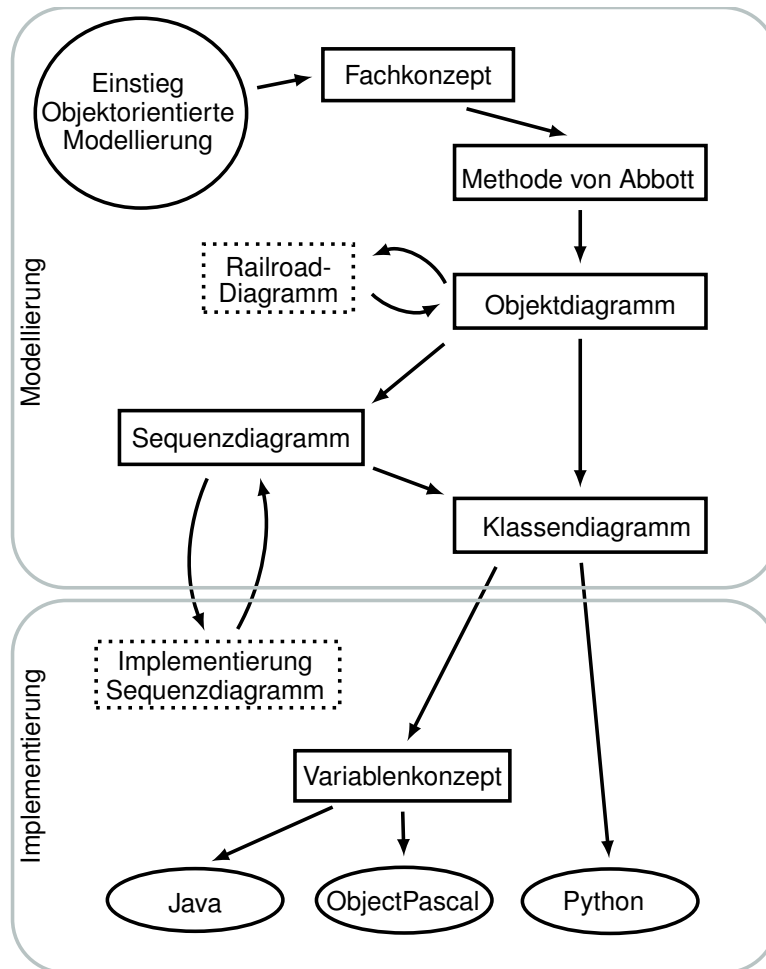 Einstieg
Objektorientierte
Modellierung
Fachkonzept
Methode von Abbott
Railroad-
Diagramm
Objektdiagramm
Modellierung
Sequenzdiagramm
Klassendiagramm
Implementierung
Sequenzdiagramm
Implementierung
Variablenkonzept
Java
ObjectPascal
Python